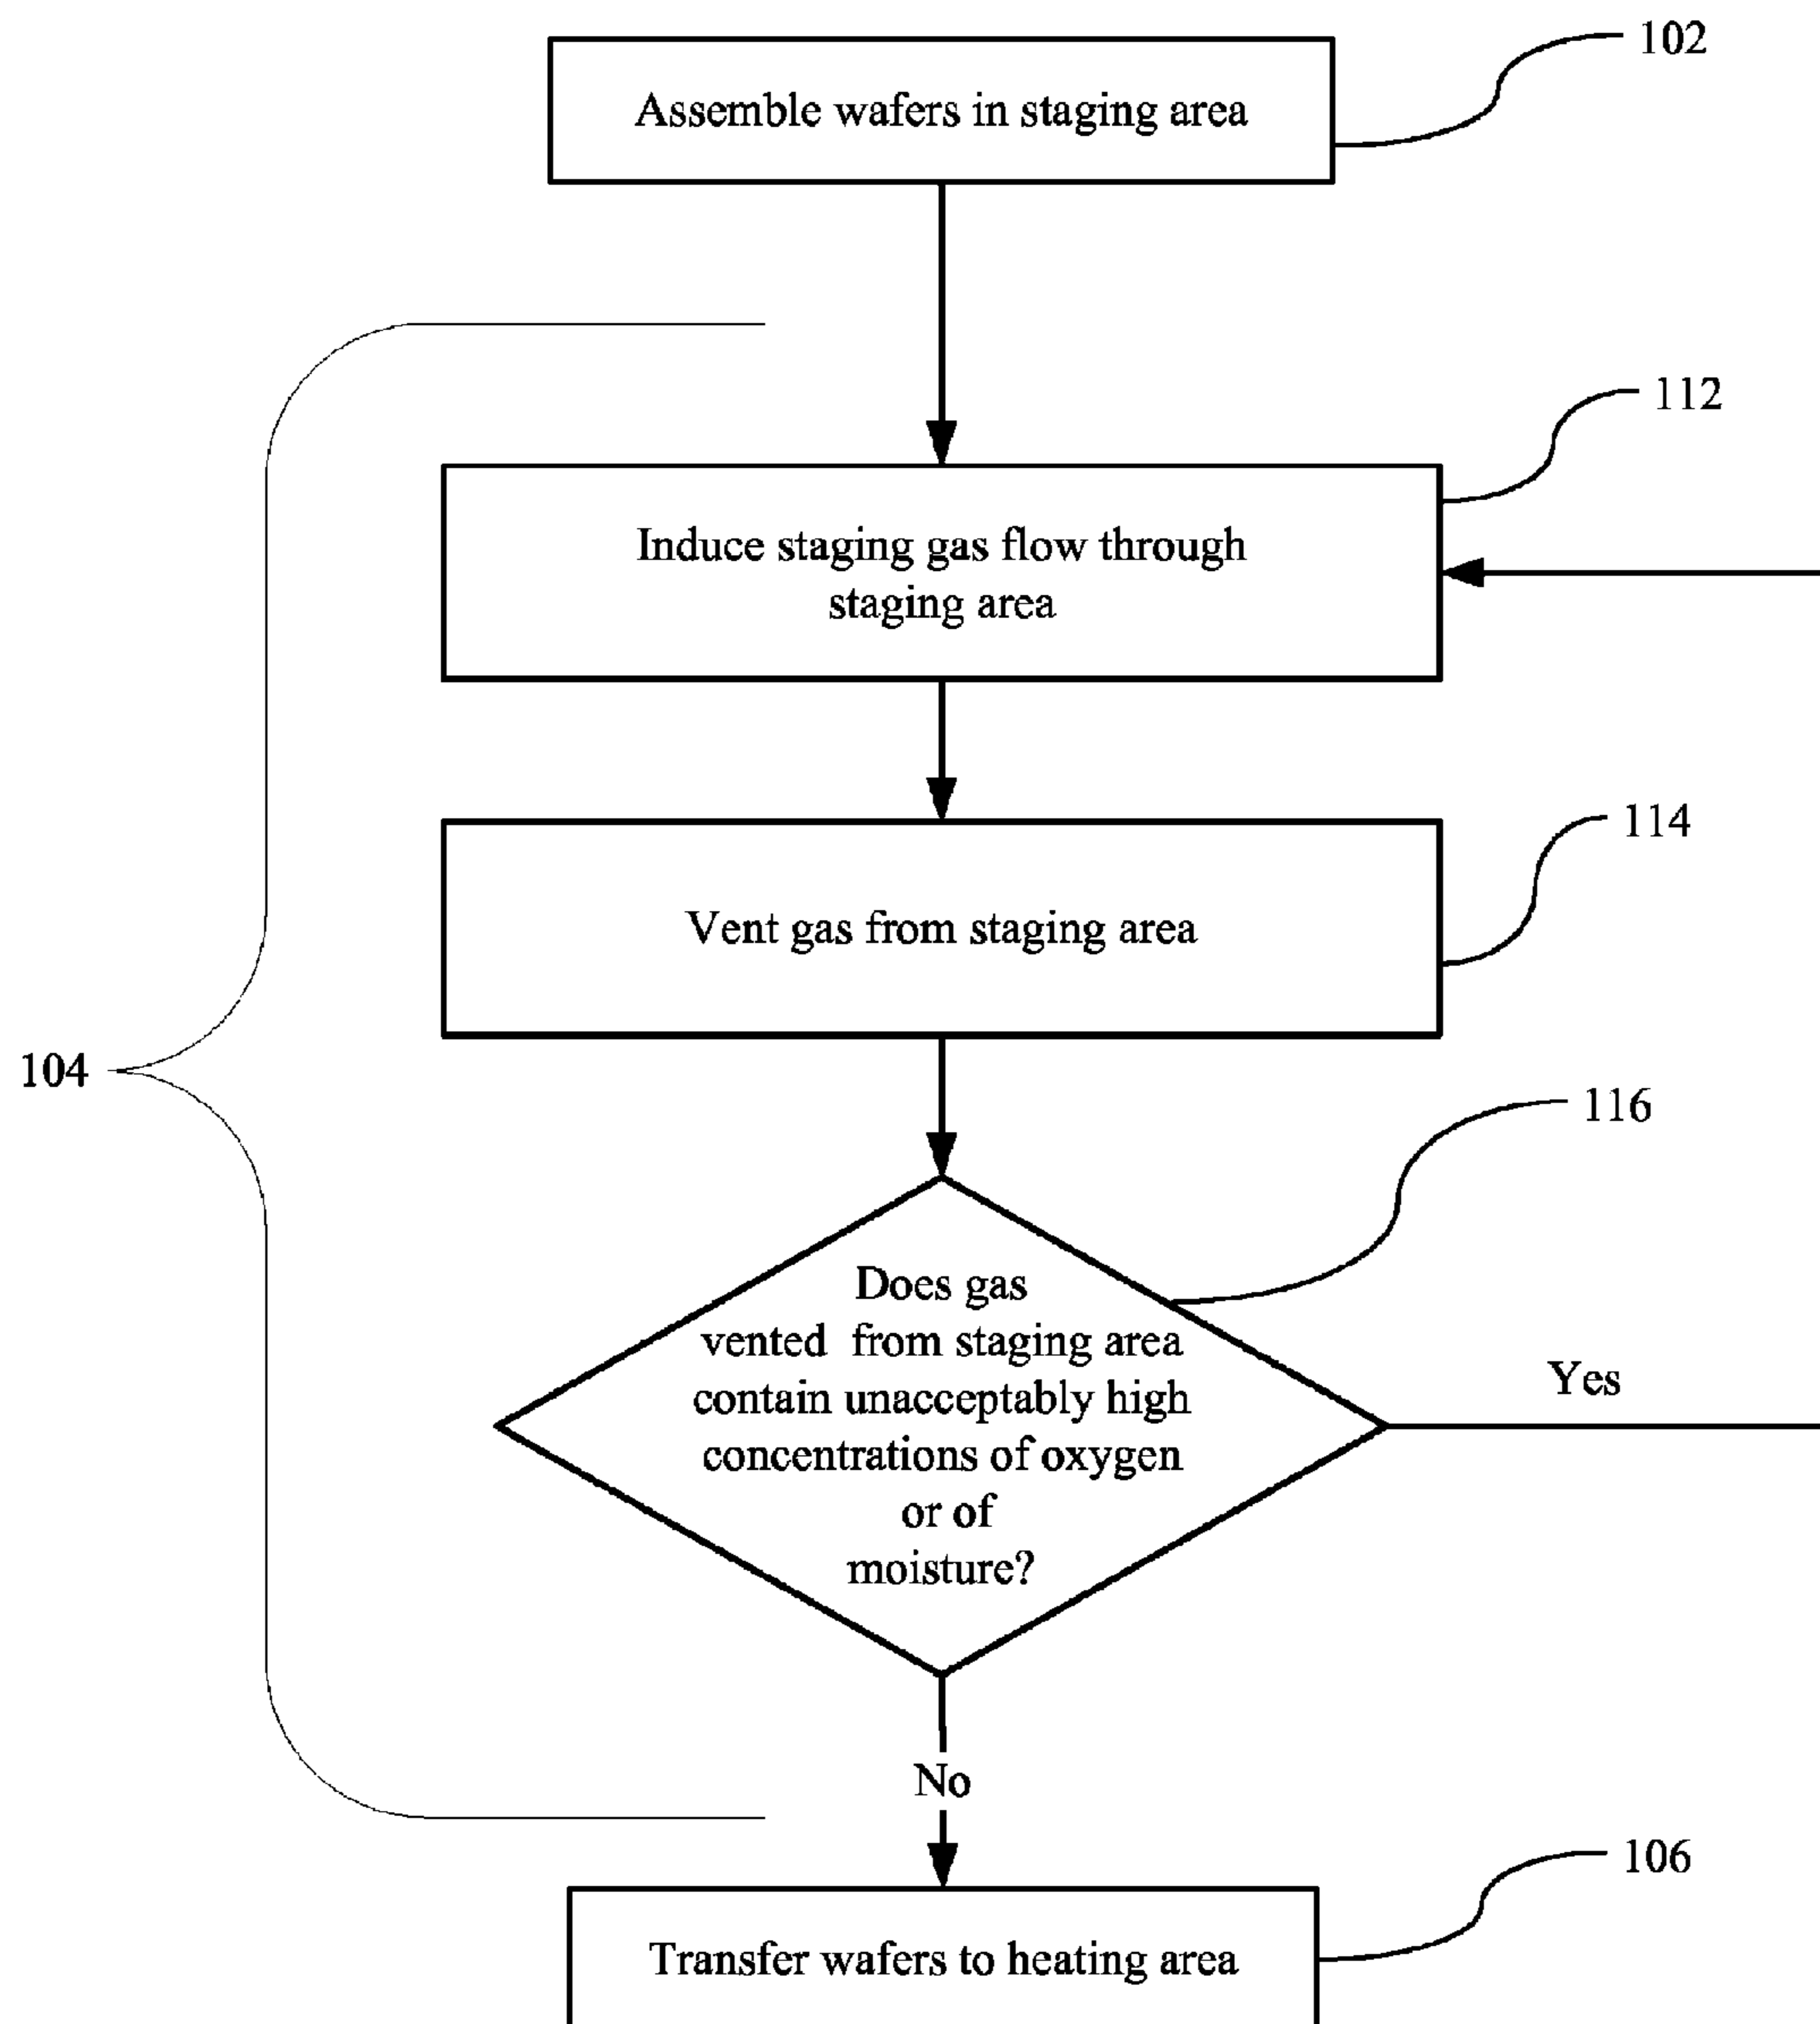 102
Assemble wafers in staging area
112
Induce staging gas flow through
staging area
114
Vent gas from staging area
104
116
Does gas
vented from staging area
contain unacceptably high
concentrations of oxygen
or of
moisture?
Yes
No
106
Transfer wafers to heating area